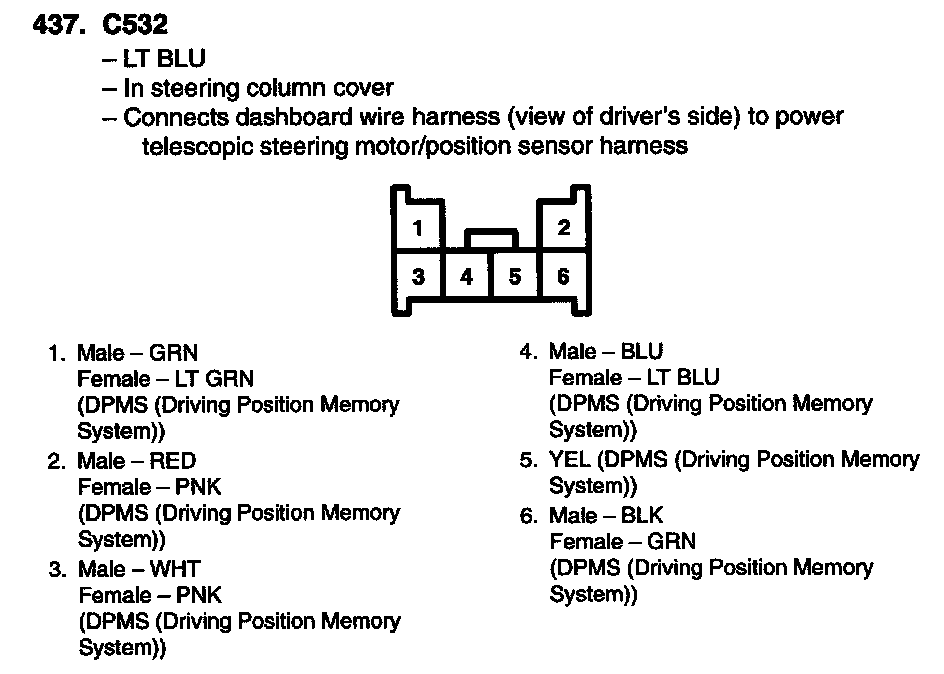 437. C532
– LT BLU
– In steering column cover
– Connects dashboard wire harness (view of driver's side) to power
telescopic steering motor/position sensor harness
1 2
3 4 5 6
1. Male – GRN
Female – LT GRN
(DPMS (Driving Position Memory
System))
2. Male – RED
Female – PNK
(DPMS (Driving Position Memory
System))
3. Male – WHT
Female – PNK
(DPMS (Driving Position Memory
System))
4. Male – BLU
Female – LT BLU
(DPMS (Driving Position Memory
System))
5. YEL (DPMS (Driving Position Memory
System))
6. Male – BLK
Female – GRN
(DPMS (Driving Position Memory
System))